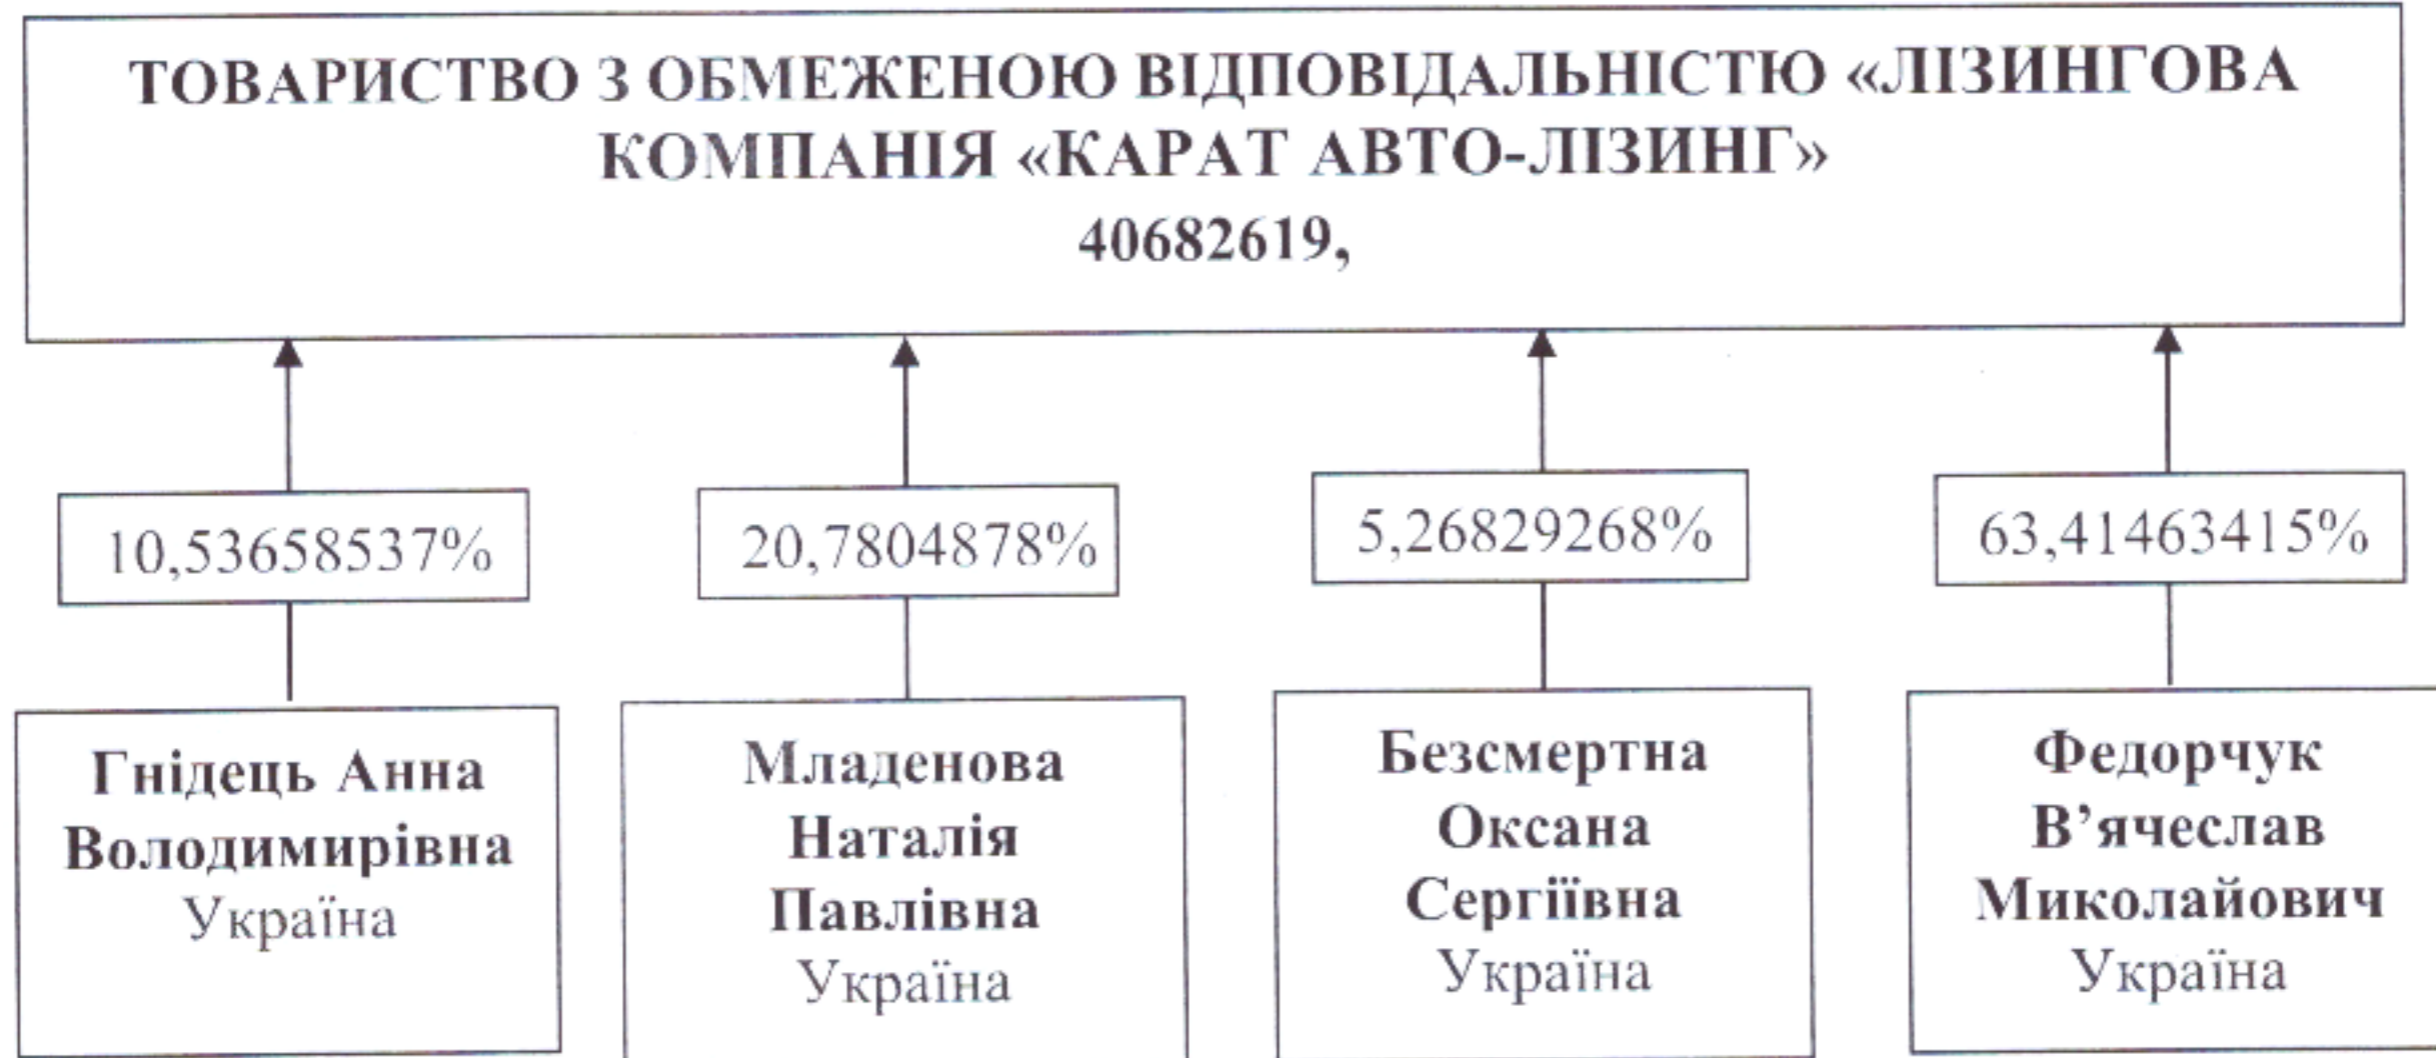 ТОВАРИСТВО З ОБМЕЖЕНОЮ ВІДПОВІДАЛЬНІСТЮ «ЛІЗИНГОВА
КОМПАНІЯ «КАРАТ АВТО-ЛІЗИНГ»
40682619,
10,53658537%
20,7804878%
5,26829268%
63,41463415%
Гнідець Анна
Володимирівна
Україна
Младенова
Наталія
Павлівна
Україна
Безсмертна
Оксана
Сергіївна
Україна
Федорчук
В’ячеслав
Миколайович
Україна